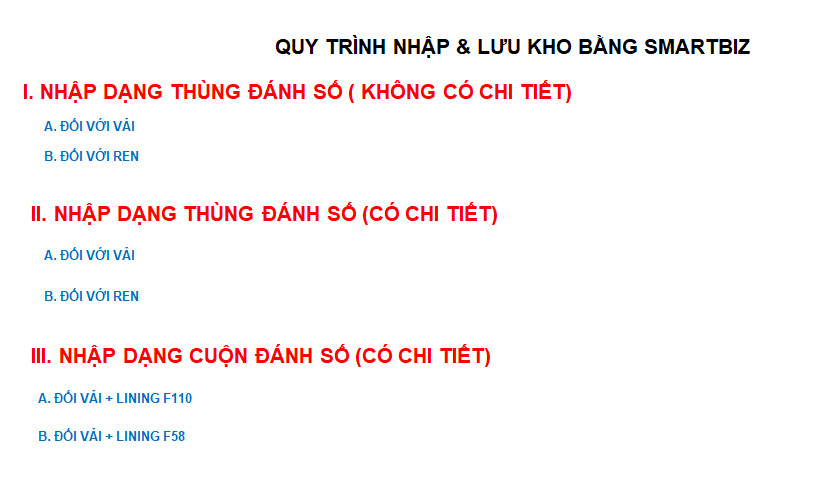 QUY TRÌNH NHẬP & LƯU KHO BẰNG SMARTBIZ
I. NHẬP DẠNG THÙNG ĐÁNH SỐ ( KHÔNG CÓ CHI TIẾT)
A. ĐỐI VỚI VẢI
B. ĐỐI VỚI REN
II. NHẬP DẠNG THÙNG ĐÁNH SỐ (CÓ CHI TIẾT)
A. ĐỐI VỚI VẢI
B. ĐỐI VỚI REN
III. NHẬP DẠNG CUỘN ĐÁNH SỐ (CÓ CHI TIẾT)
A. ĐỐI VẢI + LINING F110
B. ĐỐI VẢI + LINING F58